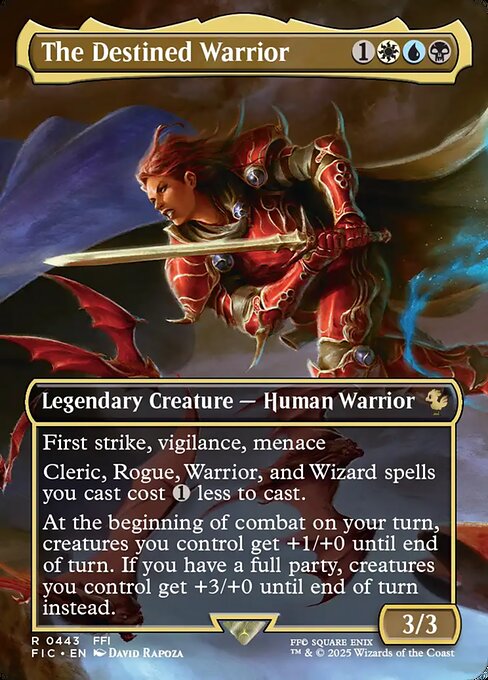 The Destined Warrior 1
Legendary Creature — Human Warrior
First strike, vigilance, menace
Cleric, Rogue, Warrior, and Wizard spells
you cast cost 1 less to cast.
At the beginning of combat on your turn,
creatures you control get +1/+0 until end
of turn. If you have a full party, creatures
you control get +3/+0 until end of turn
instead.
3/3
R 0443 FFI
FIC • EN David Rapoza
FF© SQUARE ENIX
™ & © 2025 Wizards of the Coast